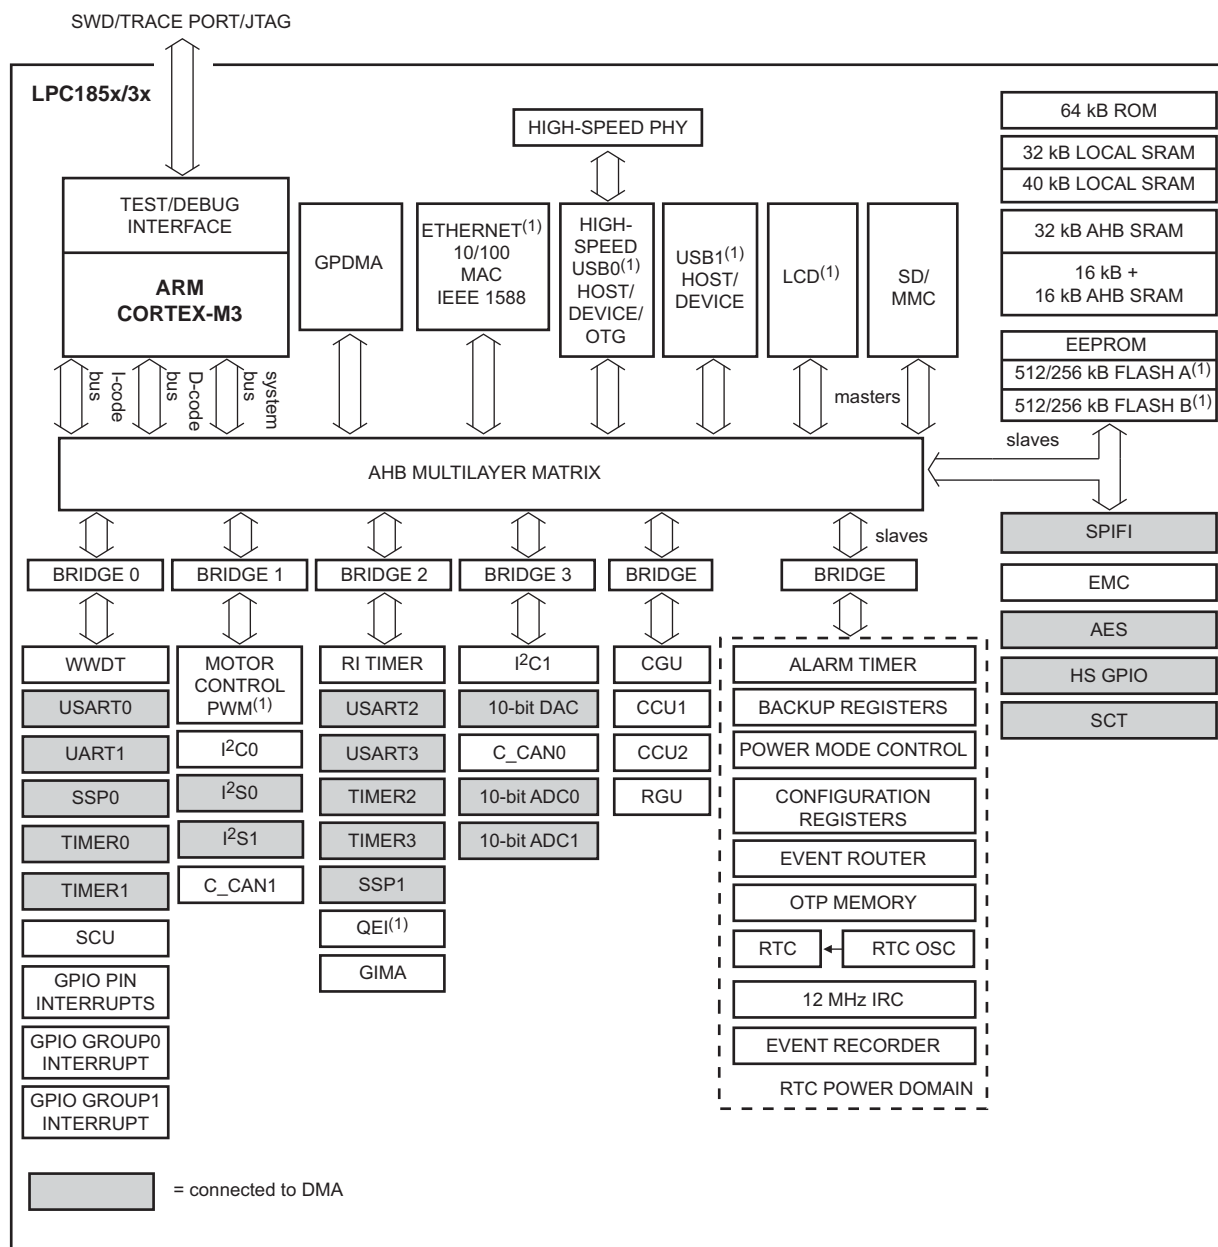 SWD/TRACE PORT/JTAG
LPC185x/3x
HIGH-SPEED PHY
TEST/DEBUG
INTERFACE
ARM
CORTEX-M3
GPDMA
ETHERNET(1)
10/100
MAC
IEEE 1588
HIGH-
SPEED
USB0(1)
HOST/
DEVICE/
OTG
USB1(1)
HOST/
DEVICE
LCD(1)
SD/
MMC
64 kB ROM
32 kB LOCAL SRAM
40 kB LOCAL SRAM
32 kB AHB SRAM
16 kB +
16 kB AHB SRAM
EEPROM
512/256 kB FLASH A(1)
512/256 kB FLASH B(1)
I-code
bus
D-code
bus
system
bus
masters
slaves
AHB MULTILAYER MATRIX
slaves
BRIDGE 0
BRIDGE 1
BRIDGE 2
BRIDGE 3
BRIDGE
BRIDGE
WWDT
USART0
UART1
SSP0
TIMER0
TIMER1
SCU
GPIO PIN
INTERRUPTS
GPIO GROUP0
INTERRUPT
GPIO GROUP1
INTERRUPT
MOTOR
CONTROL
PWM(1)
I2C0
I2S0
I2S1
C_CAN1
RI TIMER
USART2
USART3
TIMER2
TIMER3
SSP1
QEI(1)
GIMA
I2C1
10-bit DAC
C_CAN0
10-bit ADC0
10-bit ADC1
CGU
CCU1
CCU2
RGU
ALARM TIMER
BACKUP REGISTERS
POWER MODE CONTROL
CONFIGURATION
REGISTERS
EVENT ROUTER
OTP MEMORY
RTC
RTC OSC
12 MHz IRC
EVENT RECORDER
RTC POWER DOMAIN
SPIFI
EMC
AES
HS GPIO
SCT
= connected to DMA